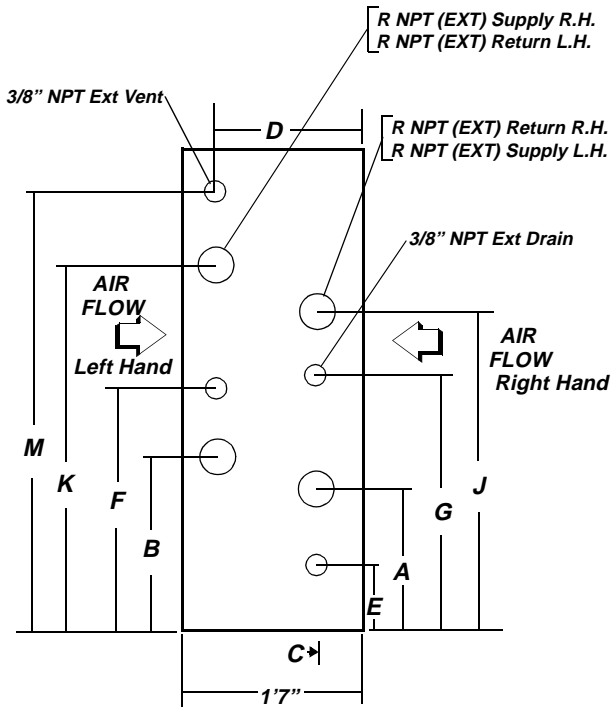 R NPT (EXT) Supply R.H.
R NPT (EXT) Return L.H.
3/8” NPT Ext Vent
D
R NPT (EXT) Return R.H.
R NPT (EXT) Supply L.H.
3/8” NPT Ext Drain
AIR
FLOW
Left Hand
AIR
FLOW
Right Hand
M
K
F
B
J
G
A
E
C
1’7”